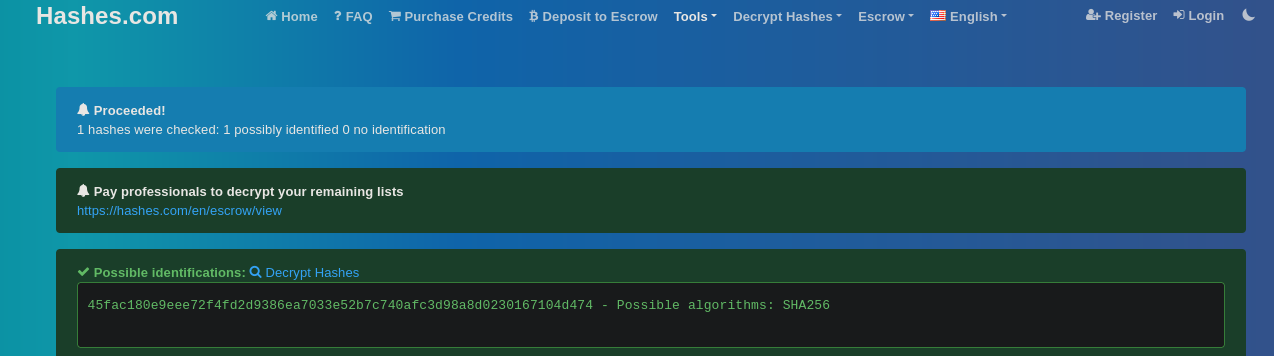 Hashes.com Home FAQ Purchase Credits Deposit to Escrow Tools Decrypt Hashes Escrow English Register Login
Proceeded!
1 hashes were checked: 1 possibly identified 0 no identification
Pay professionals to decrypt your remaining lists
https://hashes.com/en/escrow/view
Possible identifications: Decrypt Hashes
45fac180e9eee72f4fd2d9386ea7033e52b7c740afc3d98a8d0230167104d474 - Possible algorithms: SHA256